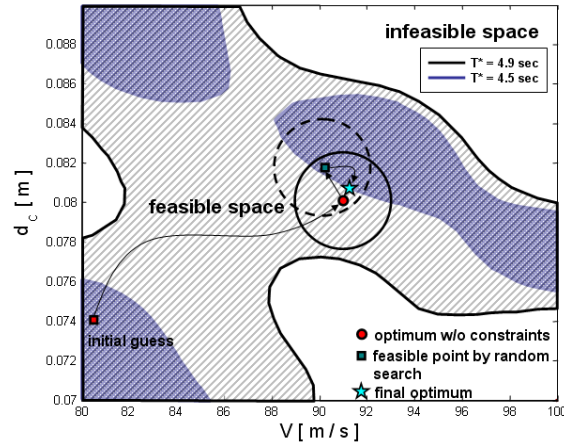 infeasible space
T* = 4.9 sec
T* = 4.5 sec
feasible space
initial guess
optimum w/o constraints
feasible point by random
search
final optimum
d_c [ m ]
0.088
0.086
0.084
0.082
0.08
0.078
0.076
0.074
0.072
0.07
80 82 84 86 88 90 92 94 96 98 100
V [ m / s ]